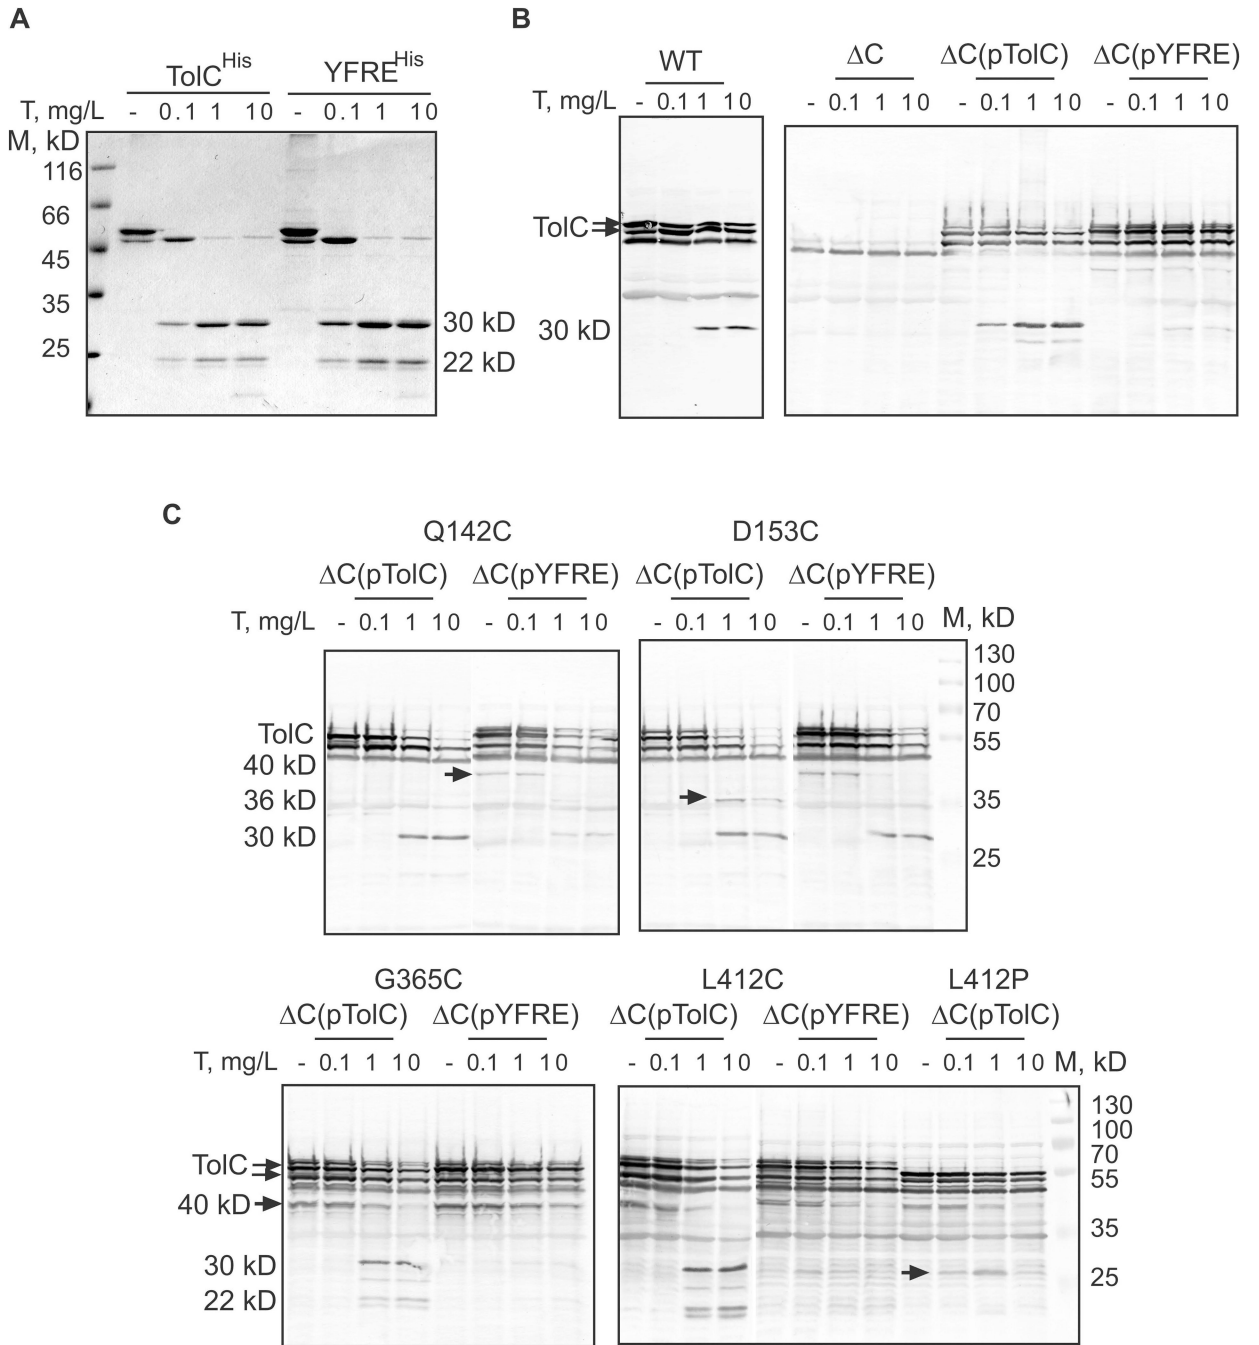 A
TolC His YFRE His
T, mg/L - 0.1 1 10 - 0.1 1 10
M, kD
116
66
45
35
25
30 kD
22 kD
B
WT ΔC ΔC(pTolC) ΔC(pYFRE)
T, mg/L - 0.1 1 10 - 0.1 1 10 - 0.1 1 10 - 0.1 1 10
TolC
30 kD
C
Q142C D153C
ΔC(pTolC) ΔC(pYFRE) ΔC(pTolC) ΔC(pYFRE)
T, mg/L - 0.1 1 10 - 0.1 1 10 - 0.1 1 10 - 0.1 1 10 M, kD
TolC
40 kD
36 kD
30 kD
130
100
70
55
35
25
G365C L412C L412P
ΔC(pTolC) ΔC(pYFRE) ΔC(pTolC) ΔC(pYFRE) ΔC(pTolC)
T, mg/L - 0.1 1 10 - 0.1 1 10 - 0.1 1 10 - 0.1 1 10 - 0.1 1 10 M, kD
TolC
40 kD
30 kD
22 kD
130
100
70
55
35
25